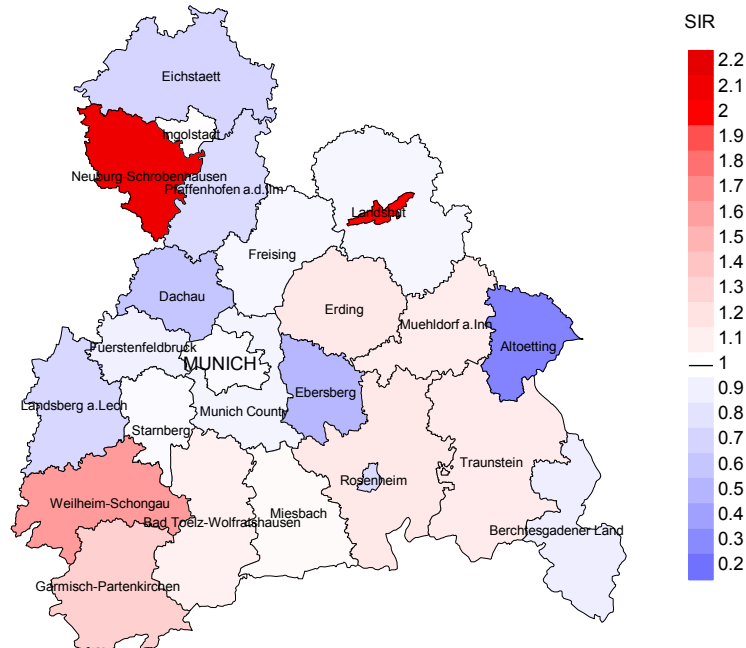 SIR
2.2
2.1
2
1.9
1.8
1.7
1.6
1.5
1.4
1.3
1.2
1.1
1
0.9
0.8
0.7
0.6
0.5
0.4
0.3
0.2
Eichstaett
Ingolstadt
Neuburg-Schrobenhausen
Pfaffenhofen a.d.Ilm
Landshut
Freising
Dachau
Erding
Muehldorf a.Inn
Altoetting
Fuerstenfeldbruck
MUNICH
Ebersberg
Landsberg a.Lech
Munich County
Starnberg
Traunstein
Rosenheim
Weilheim-Schongau
Miesbach
Bad Toelz-Wolfratshausen
Berchtesgadener Land
Garmisch-Partenkirchen